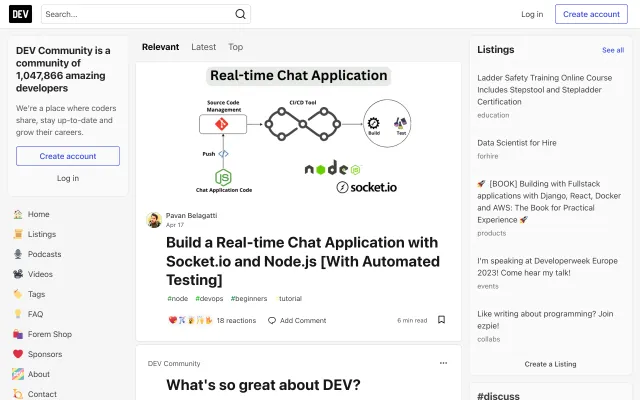 DEV
Search...
Log in
Create account
DEV Community is a
community of
1,047,866 amazing
developers
We're a place where coders
share, stay up-to-date and
grow their careers.
Create account
Log in
Home
Listings
Podcasts
Videos
Tags
FAQ
Forem Shop
Sponsors
About
Contact
Relevant
Latest
Top
Real-time Chat Application
Source Code
Management
CI/CD Tool
Build
Test
Push
Chat Application Code
node
JS
socket.io
Pavan Belagatti
Apr 17
Build a Real-time Chat Application with
Socket.io and Node.js [With Automated
Testing]
#node #devops #beginners #tutorial
18 reactions
Add Comment
6 min read
DEV Community
What's so great about DEV?
Listings
See all
Ladder Safety Training Online Course
Includes Stepstool and Stepladder
Certification
education
Data Scientist for Hire
forhire
🚀 [BOOK] Building with Fullstack
applications with Django, React, Docker
and AWS: The Book for Practical
Experience 🚀
products
I'm speaking at Developerweek Europe
2023! Come hear my talk!
events
Like writing about programming? Join
ezpie!
collabs
Create a Listing
#discuss